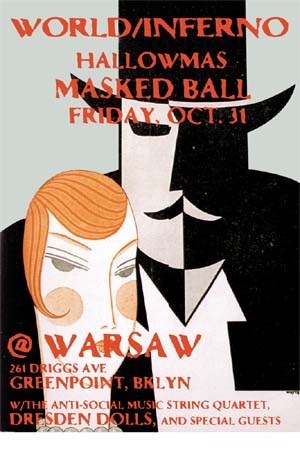 WORLD/INFERNO
HALLOWMAS
MASKED BALL
FRIDAY, OCT. 31
@ WARSAW
261 DRIGGS AVE
GREENPOINT, BKLYN
W/THE ANTI-SOCIAL MUSIC STRING QUARTET,
DRESDEN DOLLS, AND SPECIAL GUESTS